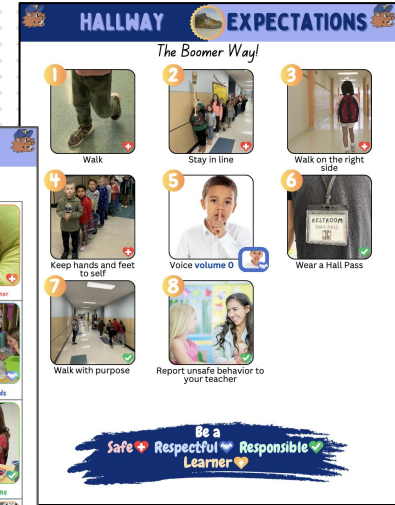 HALLWAY EXPECTATIONS
The Boomer Way!
1
2
3
Walk
Stay in line
Walk on the right
side
4
5
6
RESTROOM
HALL PASS
Keep hands and feet
to self
Voice volume 0
Wear a Hall Pass
7
8
Walk with purpose
Report unsafe behavior to
your teacher
Be a
Safe Respectful Responsible
Learner